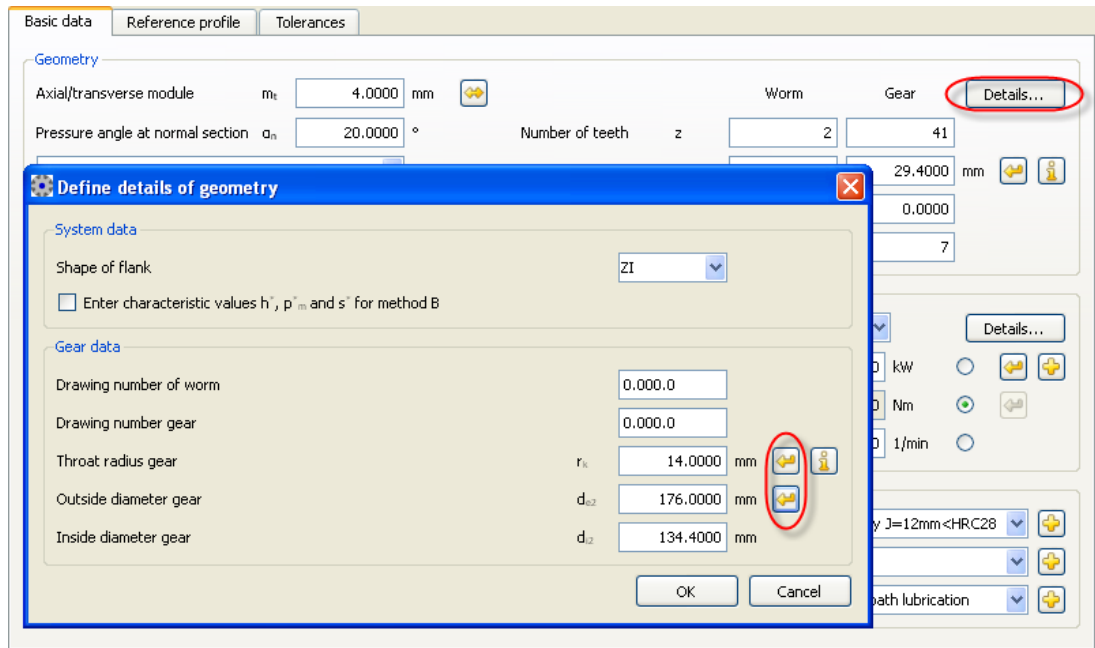 Basic data Reference profile Tolerances
Geometry
Axial/transverse module mt 4.0000 mm Worm Gear Details...
Pressure angle at normal section αn 20.0000 ° Number of teeth z 2 41
29.4000 mm
0.0000
7
Define details of geometry
System data
Shape of flank ZI
Enter characteristic values h*, p*m and s* for method B
Gear data
Drawing number of worm 0.000.0
Drawing number gear 0.000.0
Throat radius gear rk 14.0000 mm
Outside diameter gear de2 176.0000 mm
Inside diameter gear di2 134.4000 mm
OK Cancel
Details...
0 kW
0 Nm
0 1/min
y J=12mm<HRC28
path lubrication